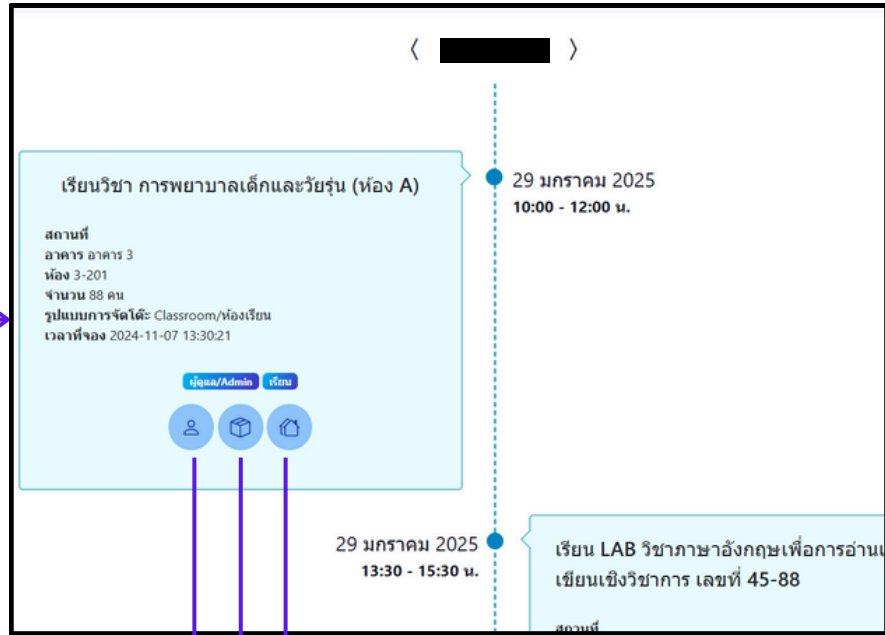 เรียนวิชา การพยาบาลเด็กและวัยรุ่น (ห้อง A)
29 มกราคม 2025
10:00 - 12:00 น.
สถานที่
อาคาร อาคาร 3
ห้อง 3-201
จำนวน 88 คน
รูปแบบการจัดโต๊ะ Classroom/ห้องเรียน
เวลาที่จอง 2024-11-07 13:30:21
ผู้ดูแล/Admin เรียน
29 มกราคม 2025
13:30 - 15:30 น.
เรียน LAB วิชาภาษาอังกฤษเพื่อการอ่าน
เขียนเชิงวิชาการ เลขที่ 45-88
สถานที่